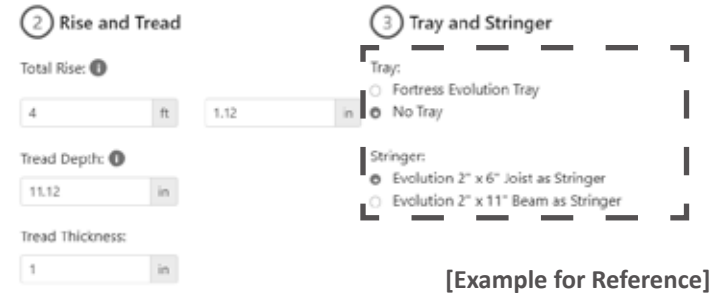 2 Rise and Tread
Total Rise: i
4 ft 1.12 in
Tread Depth: i
11.12 in
Tread Thickness:
1 in
3 Tray and Stringer
Tray:
Fortress Evolution Tray
No Tray
Stringer:
Evolution 2" x 6" Joist as Stringer
Evolution 2" x 11" Beam as Stringer
[Example for Reference]